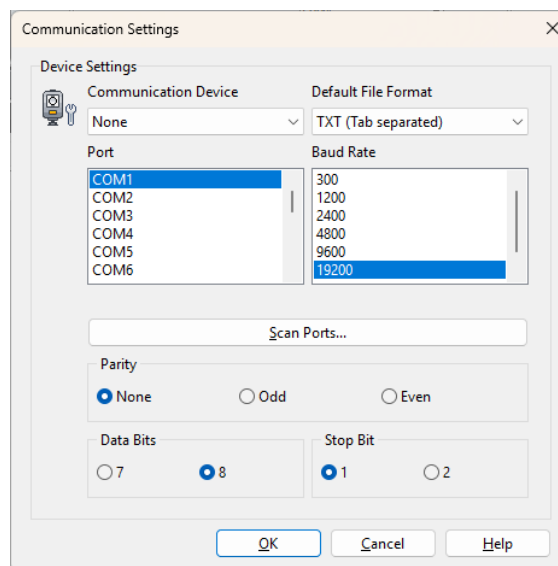 Communication Settings
Device Settings
Communication Device
Default File Format
None
TXT (Tab separated)
Port
Baud Rate
COM1
COM2
COM3
COM4
COM5
COM6
300
1200
2400
4800
9600
19200
Scan Ports...
Parity
None
Odd
Even
Data Bits
Stop Bit
7
8
1
2
OK
Cancel
Help